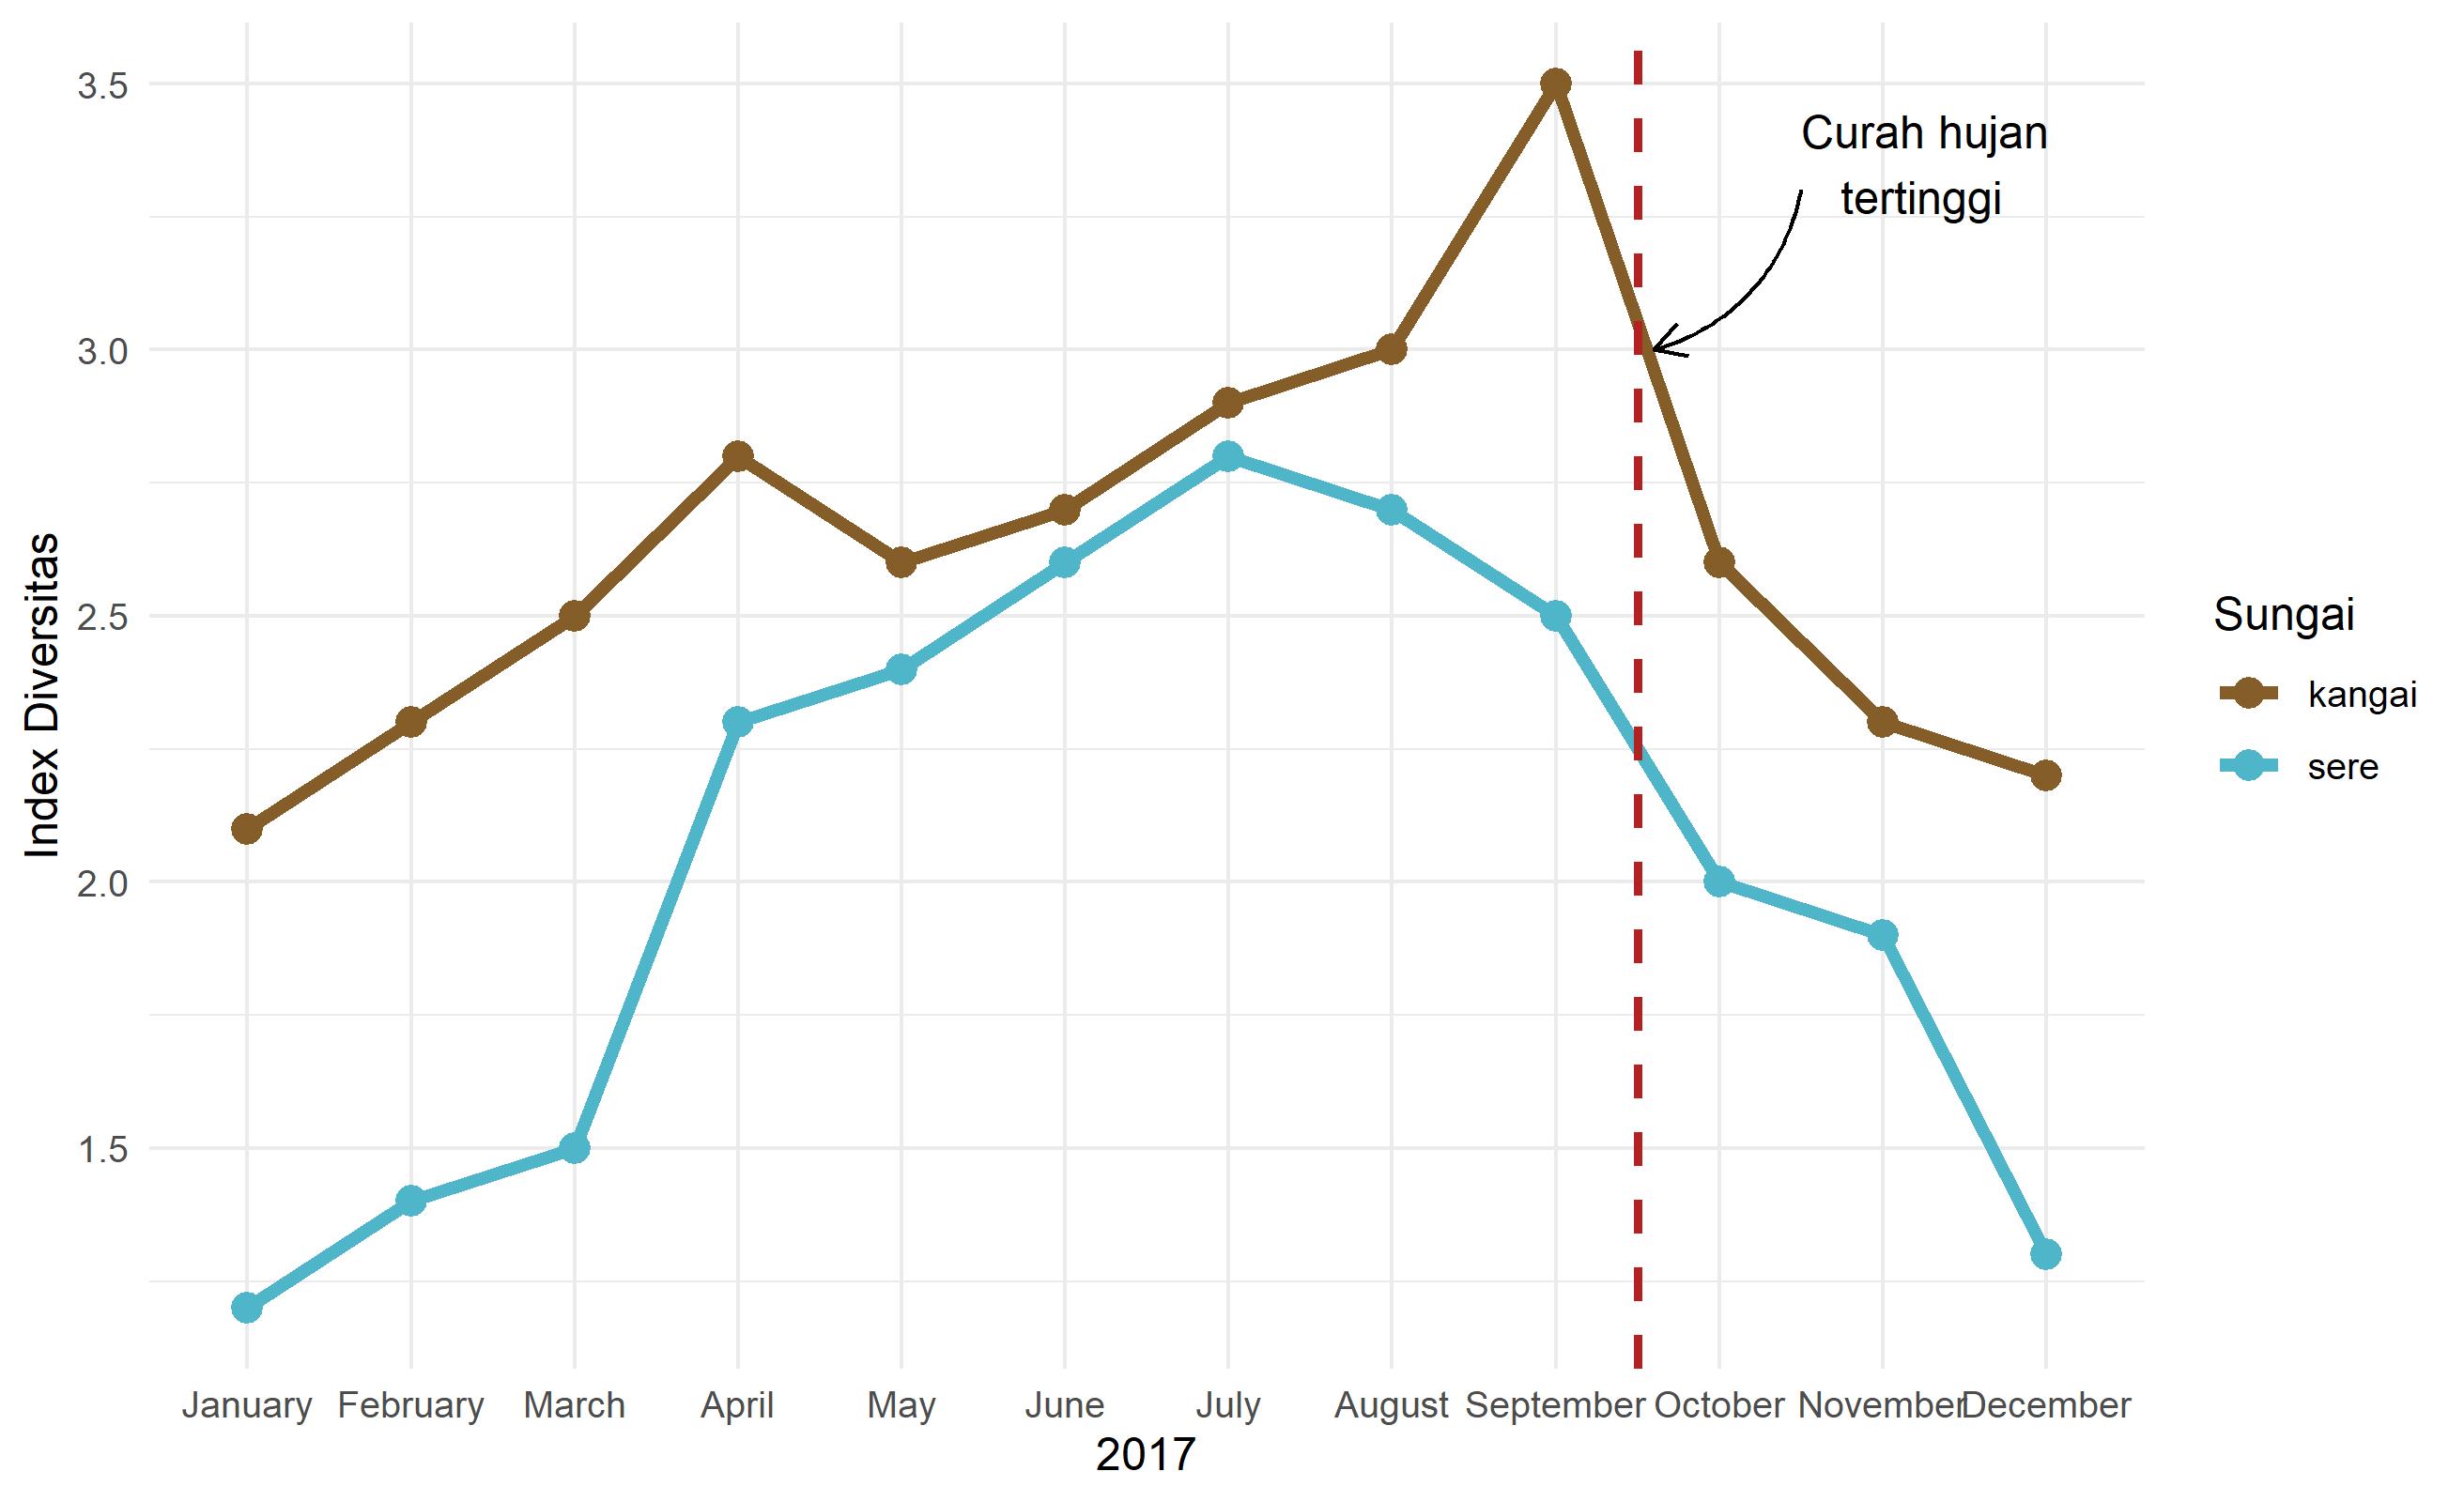 3.5
3.0
2.5
2.0
1.5
Index Diversitas
Curah hujan
tertinggi
January February March April May June July August September October November December
2017
Sungai
kangai
sere